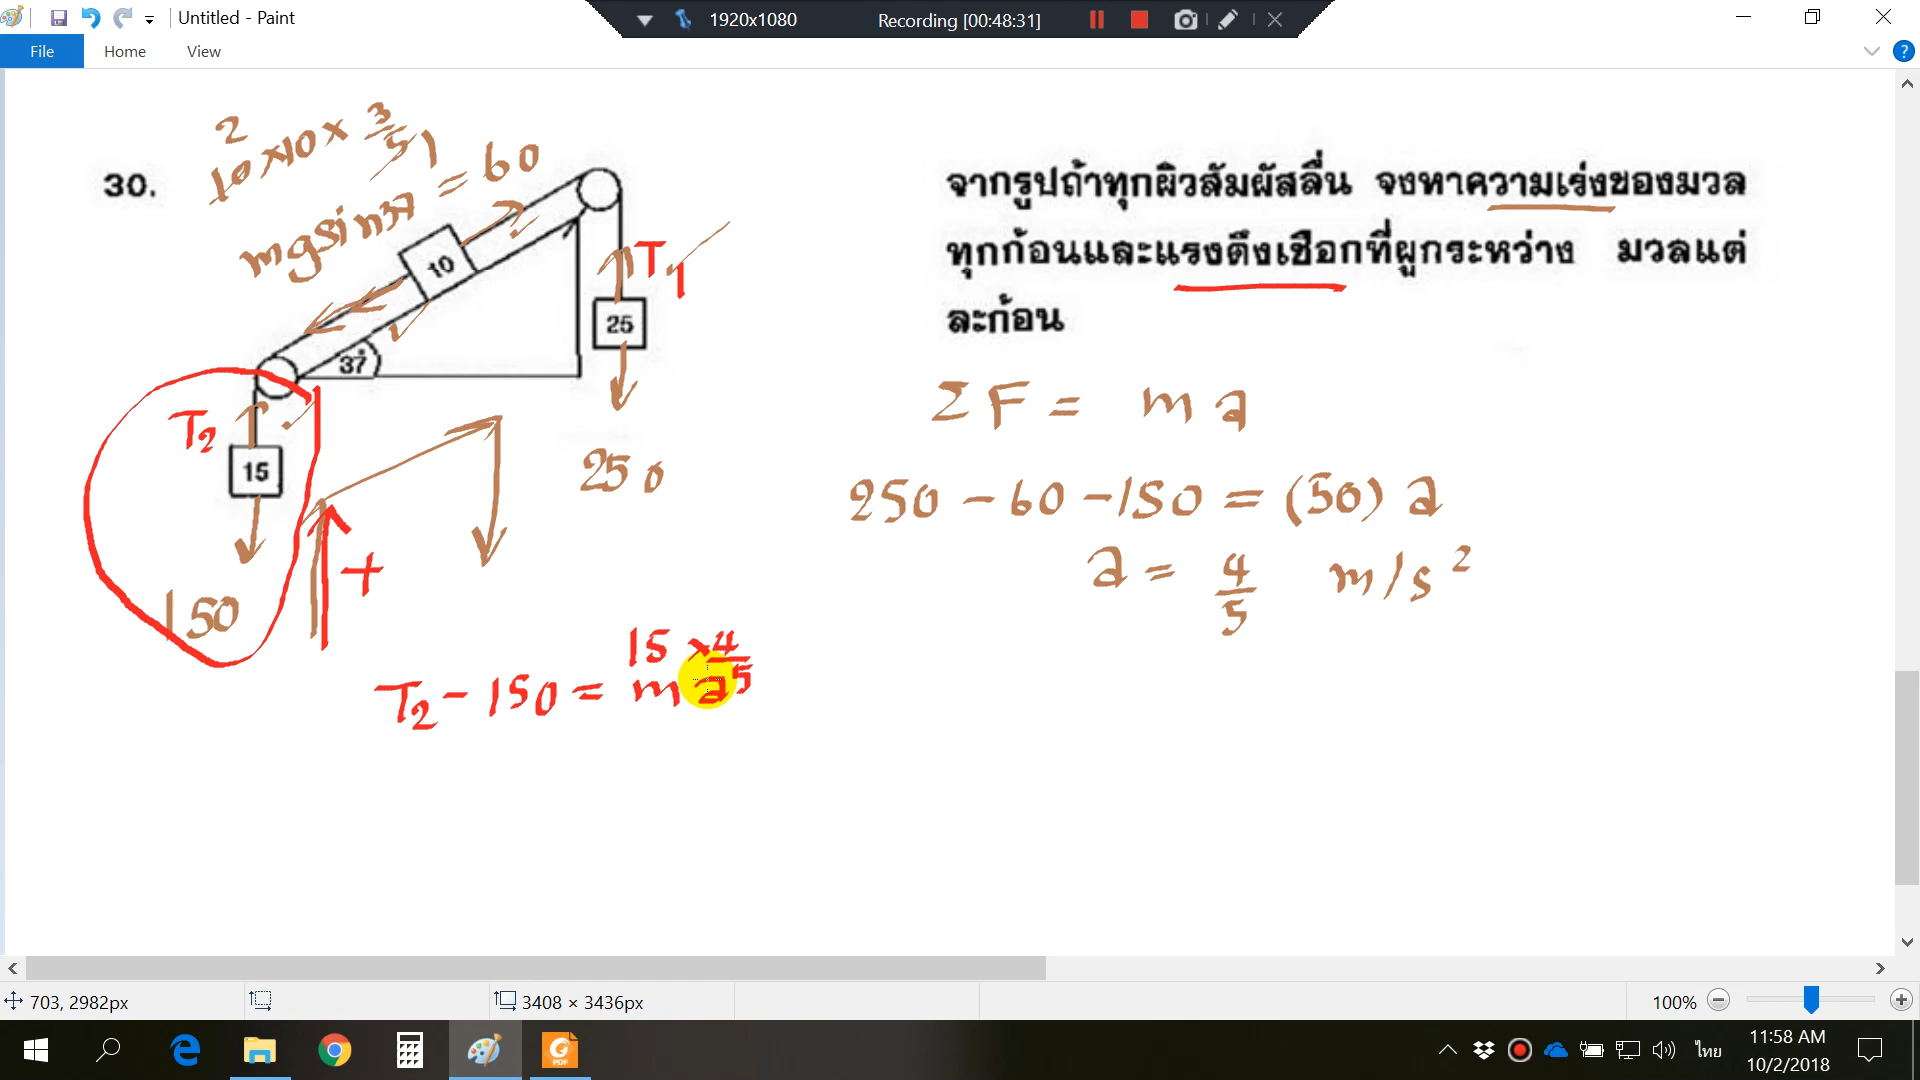 Untitled - Paint
1920x1080
Recording [00:48:31]
File Home View
30.
2
10×10× 3/5 1
mgsin37 = 60
10
37°
T1
25
250
T2
15
150
+
15 × 4/5
T2 - 150 = ma
จากรูปถ้าทุกผิวสัมผัสลื่น จงหาความเร่งของมวล
ทุกก้อนและแรงดึงเชือกที่ผูกระหว่าง มวลแต่
ละก้อน
ΣF = ma
250 - 60 - 150 = (50) a
a = 4/5 m/s²
703, 2982px
3408 × 3436px
100%
PDF
ไทย
11:58 AM
10/2/2018